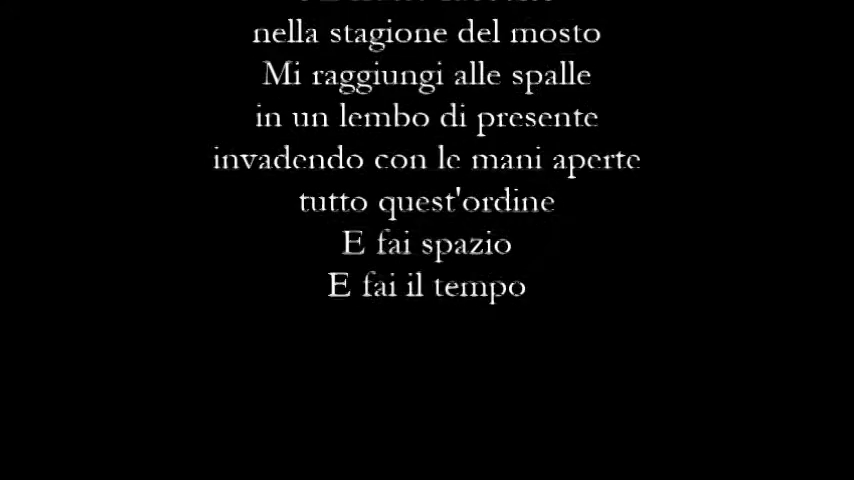 nella stagione del mosto
Mi raggiungi alle spalle
in un lembo di presente
invadendo con le mani aperte
tutto quest'ordine
E fai spazio
E fai il tempo